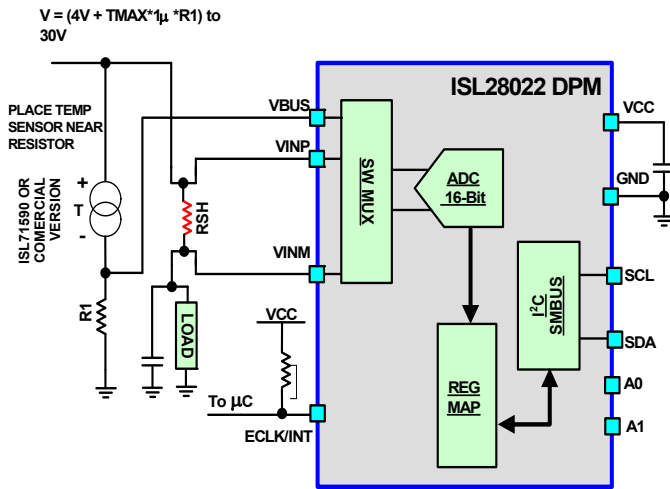 V = (4V + TMAX*1μ *R1) to
30V
ISL28022 DPM
PLACE TEMP
SENSOR NEAR
RESISTOR
VBUS
VINP
VINM
ISL71590 OR
COMERCIAL
VERSION
+
T
-
R1
RSH
LOAD
VCC
To μC
ECLK/INT
SW MUX
ADC
16-Bit
REG
MAP
I²C
SMBUS
VCC
GND
SCL
SDA
A0
A1